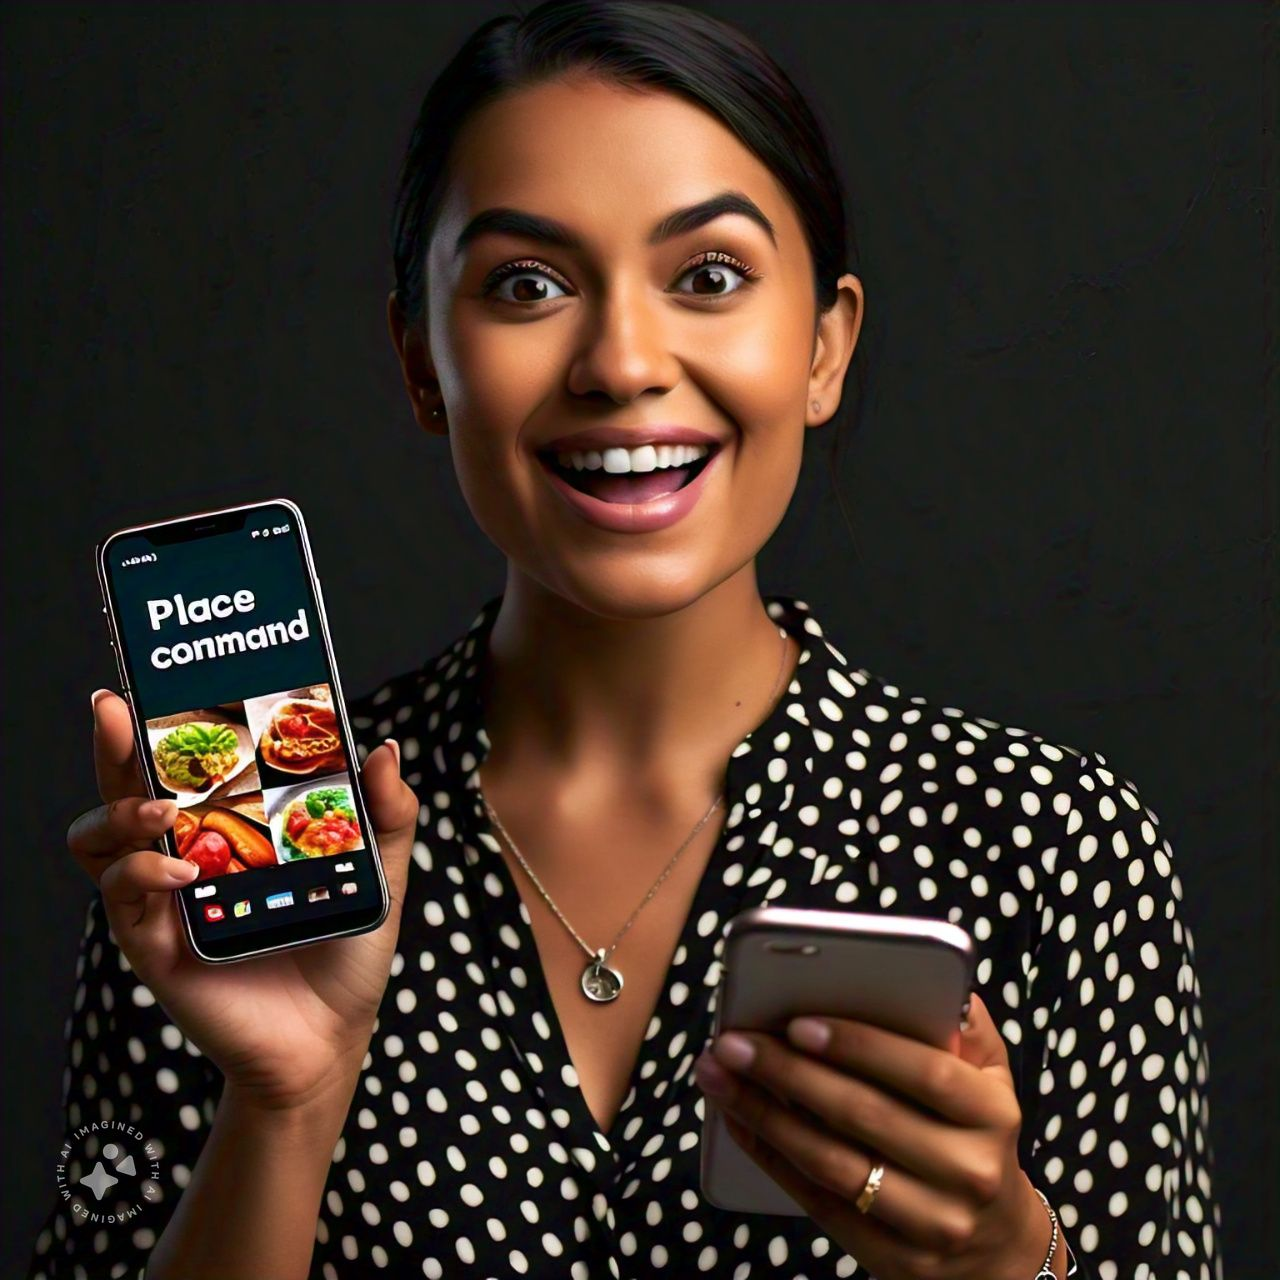 Place
conmand
IMAGINED WITH AI IMAGINED WITH AI